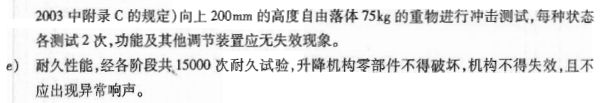 2003 中附录 C 的规定)向上 200mm 的高度自由落体 75kg 的重物进行冲击测试,每种状态
各测试 2 次,功能及其他调节装置应无失效现象。
e) 耐久性能,经各阶段共 15000 次耐久试验,升降机构零部件不得破坏,机构不得失效,且不
应出现异常响声。